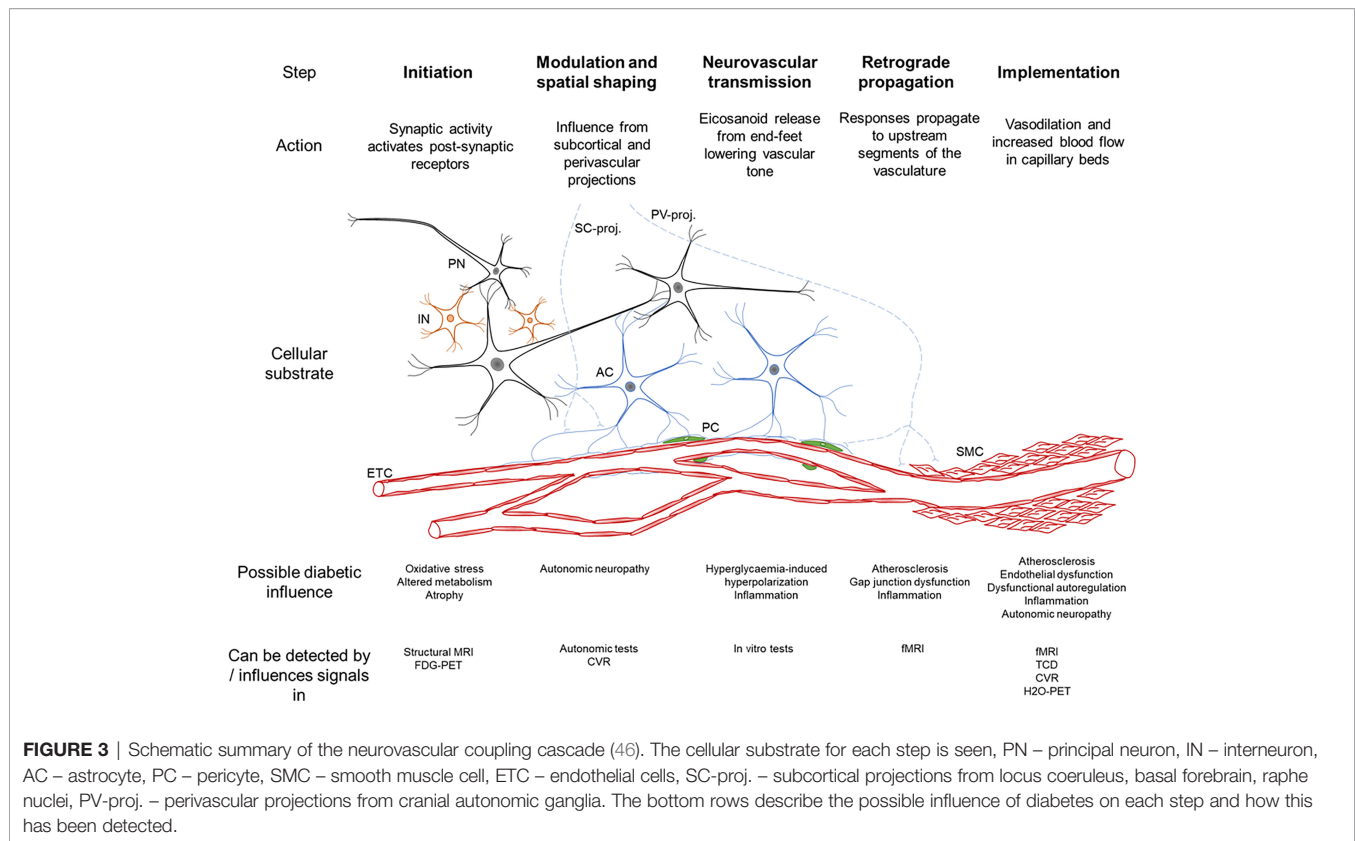 Step
Initiation
Modulation and
spatial shaping
Neurovascular
transmission
Retrograde
propagation
Implementation
Action
Synaptic activity
activates post-synaptic
receptors
Influence from
subcortical and
perivascular
projections
Eicosanoid release
from end-feet
lowering vascular
tone
Responses propagate
to upstream
segments of the
vasculature
Vasodilation and
increased blood flow
in capillary beds
Cellular
substrate
SC-proj.
PV-proj.
PN
IN
AC
PC
ETC
SMC
Possible diabetic
influence
Oxidative stress
Altered metabolism
Atrophy
Autonomic neuropathy
Hyperglycaemia-induced
hyperpolarization
Inflammation
Atherosclerosis
Gap junction dysfunction
Inflammation
Atherosclerosis
Endothelial dysfunction
Dysfunctional autoregulation
Inflammation
Autonomic neuropathy
Can be detected by
/ influences signals
in
Structural MRI
FDG-PET
Autonomic tests
CVR
In vitro tests
fMRI
fMRI
TCD
CVR
H2O-PET
FIGURE 3 | Schematic summary of the neurovascular coupling cascade (46). The cellular substrate for each step is seen, PN – principal neuron, IN – interneuron,
AC – astrocyte, PC – pericyte, SMC – smooth muscle cell, ETC – endothelial cells, SC-proj. – subcortical projections from locus coeruleus, basal forebrain, raphe
nuclei, PV-proj. – perivascular projections from cranial autonomic ganglia. The bottom rows describe the possible influence of diabetes on each step and how this
has been detected.